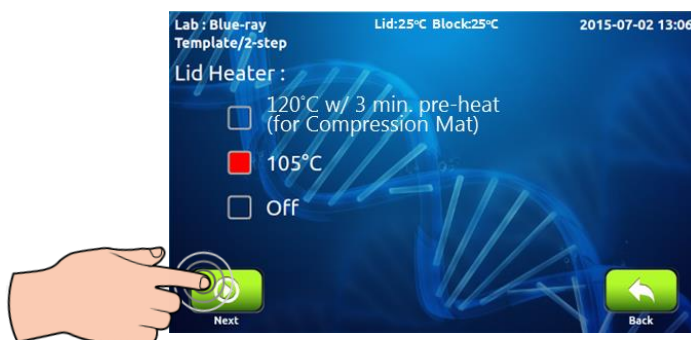 Lab : Blue-ray
Lid:25°C Block:25°C
2015-07-02 13:06
Template/2-step
Lid Heater :
120°C w/ 3 min. pre-heat
(for Compression Mat)
105°C
Off
Next
Back